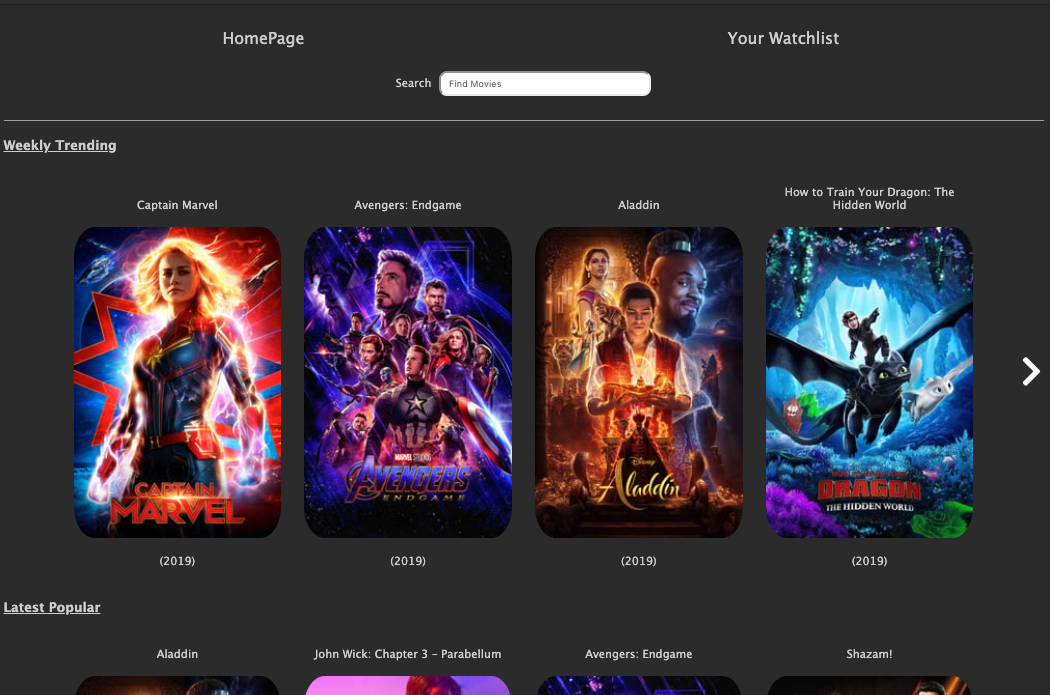 HomePage
Your Watchlist
Search
Find Movies
Weekly Trending
Captain Marvel
Avengers: Endgame
Aladdin
How to Train Your Dragon: The
Hidden World
CAPTAIN
MARVEL
MARVEL STUDIOS
AVENGERS
ENDGAME
Disney
Aladdin
DRAGON
THE HIDDEN WORLD
(2019)
(2019)
(2019)
(2019)
Latest Popular
Aladdin
John Wick: Chapter 3 - Parabellum
Avengers: Endgame
Shazam!